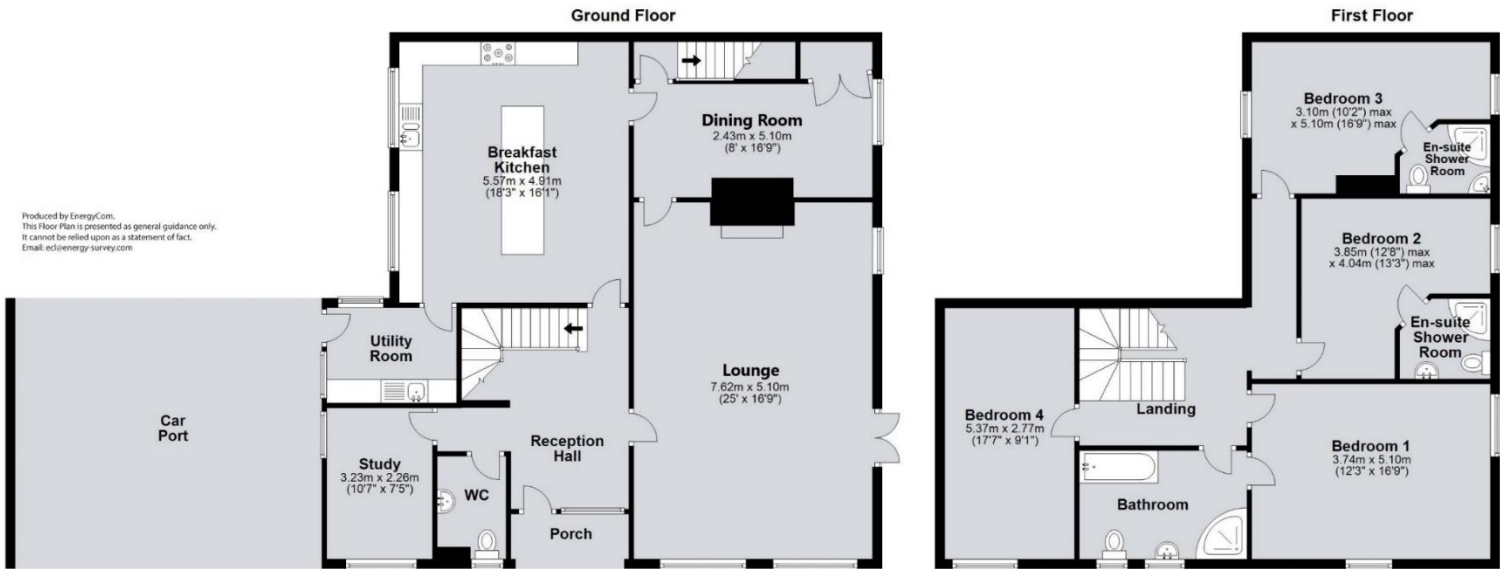 Ground Floor
First Floor
Breakfast
Kitchen
5.57m x 4.91m
(18'3" x 16'1")
Dining Room
2.43m x 5.10m
(8' x 16'9")
Bedroom 3
3.10m (10'2") max
x 5.10m (16'9") max
En-suite
Shower
Room
Produced by EnergyCom.
This Floor Plan is presented as general guidance only.
It cannot be relied upon as a statement of fact.
Email: ecl@energy-survey.com
Bedroom 2
3.85m (12'8") max
x 4.04m (13'3") max
En-suite
Shower
Room
Utility
Room
Lounge
7.62m x 5.10m
(25' x 16'9")
Car
Port
Reception
Hall
Study
3.23m x 2.26m
(10'7" x 7'5")
WC
Porch
Bedroom 4
5.37m x 2.77m
(17'7" x 9'1")
Landing
Bedroom 1
3.74m x 5.10m
(12'3" x 16'9")
Bathroom